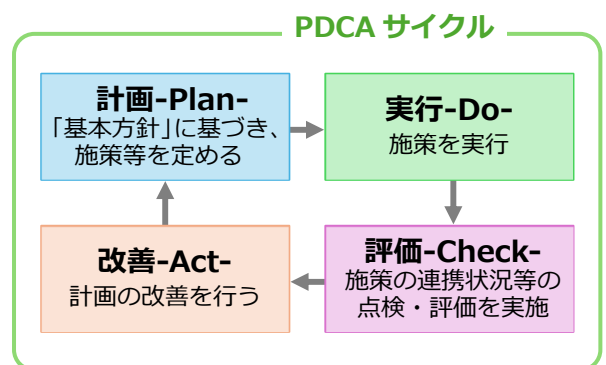 PDCA サイクル
計画-Plan-
「基本方針」に基づき、
施策等を定める
実行-Do-
施策を実行
改善-Act-
計画の改善を行う
評価-Check-
施策の連携状況等の
点検・評価を実施